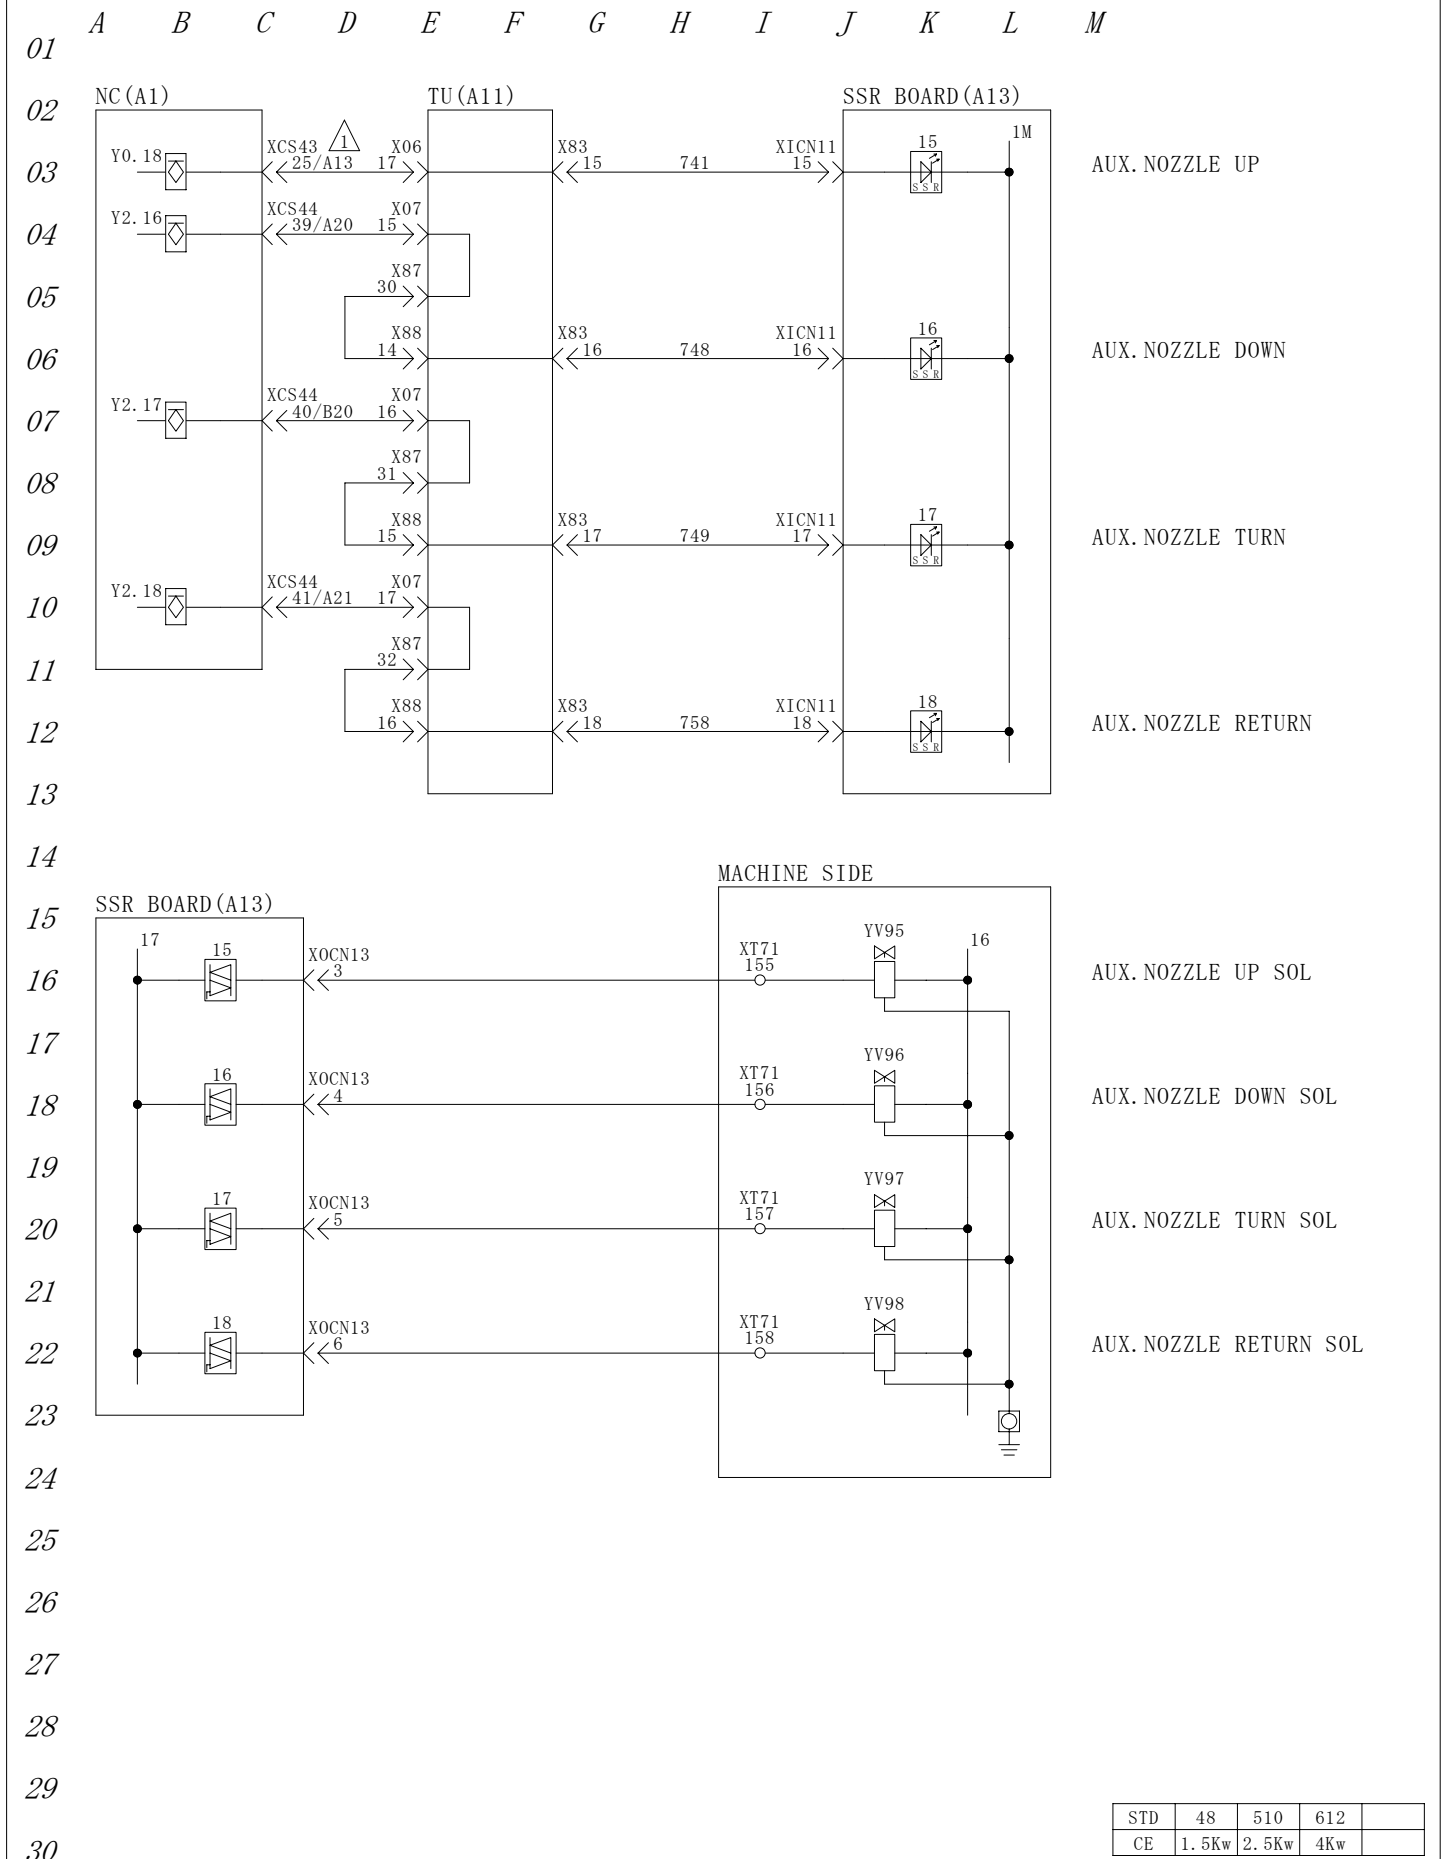 A B C D E F G H I J K L M
01
NC(A1) TU(A11) SSR BOARD(A13)
02
1M
XCS43 1 X06 X83 XICN11 15
Y0.18 25/A13 17 15 741 15 SSR AUX.NOZZLE UP
03
XCS44 X07
Y2.16 39/A20 15
04
X87
30
05
X88 X83 XICN11 16
14 16 748 16 SSR AUX.NOZZLE DOWN
06
XCS44 X07
Y2.17 40/B20 16
07
X87
31
08
X88 X83 XICN11 17
15 17 749 17 SSR AUX.NOZZLE TURN
09
XCS44 X07
Y2.18 41/A21 17
10
X87
32
11
X88 X83 XICN11 18
16 18 758 18 SSR AUX.NOZZLE RETURN
12
13
14
MACHINE SIDE
SSR BOARD(A13)
15
17 15 XOCN13 XT71 YV95 16
3 155 AUX.NOZZLE UP SOL
16
17
16 XOCN13 XT71 YV96
4 156 AUX.NOZZLE DOWN SOL
18
19
17 XOCN13 XT71 YV97
5 157 AUX.NOZZLE TURN SOL
20
21
18 XOCN13 XT71 YV98
6 158 AUX.NOZZLE RETURN SOL
22
23
24
25
26
27
28
29
STD 48 510 612
CE 1.5Kw 2.5Kw 4Kw
30